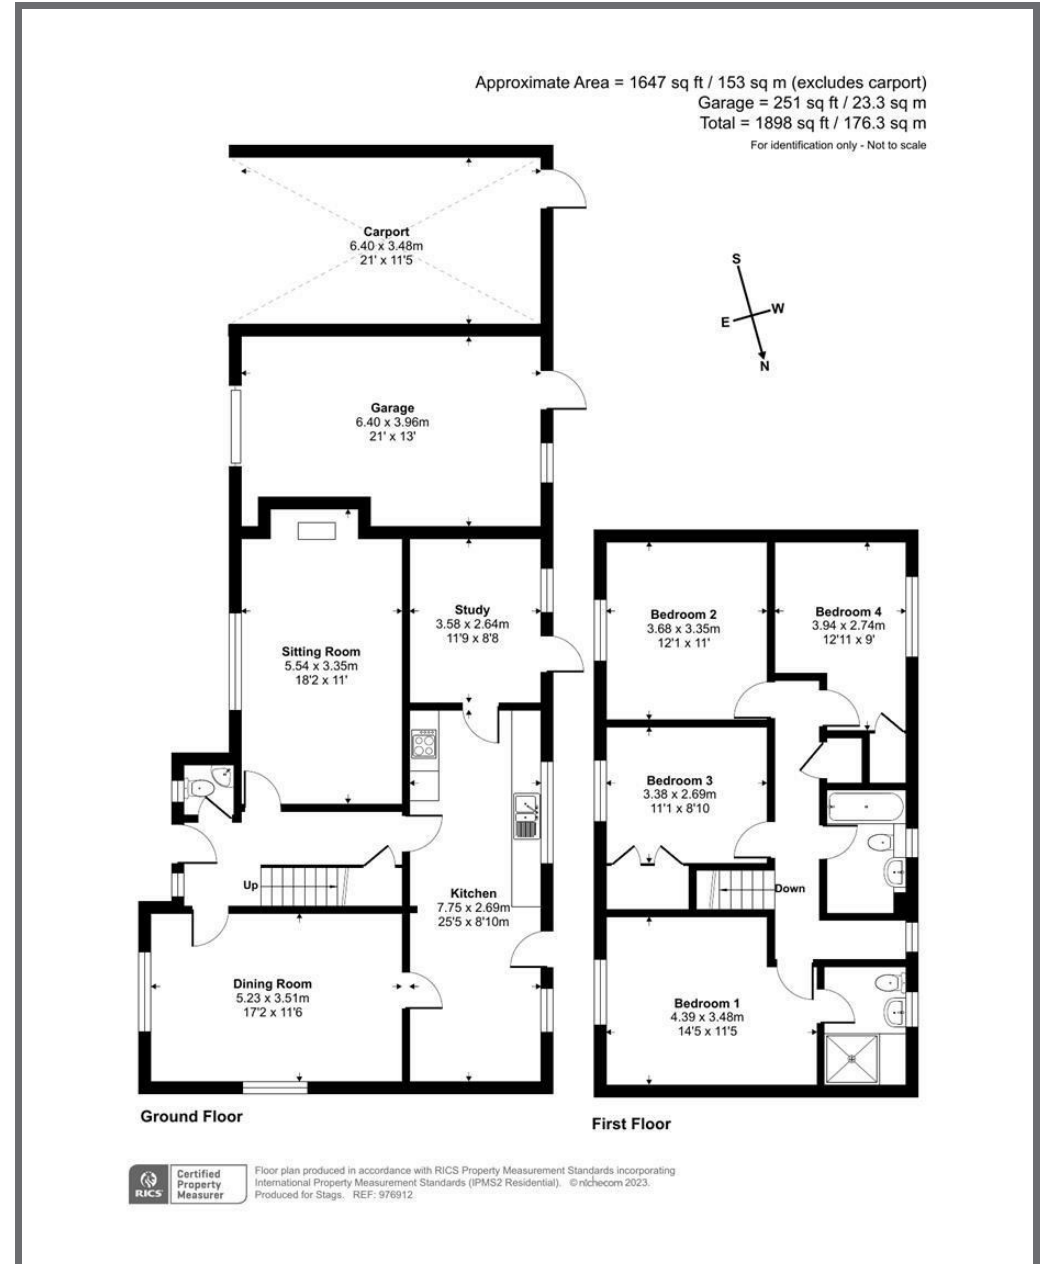 Approximate Area = 1647 sq ft / 153 sq m (excludes carport)
Garage = 251 sq ft / 23.3 sq m
Total = 1898 sq ft / 176.3 sq m
For identification only - Not to scale
Carport
6.40 x 3.48m
21' x 11'5
S
W
E
N
Garage
6.40 x 3.96m
21' x 13'
Sitting Room
5.54 x 3.35m
18'2 x 11'
Study
3.58 x 2.64m
11'9 x 8'8
Up
Kitchen
7.75 x 2.69m
25'5 x 8'10m
Dining Room
5.23 x 3.51m
17'2 x 11'6
Ground Floor
Bedroom 2
3.68 x 3.35m
12'1 x 11'
Bedroom 4
3.94 x 2.74m
12'11 x 9'
Bedroom 3
3.38 x 2.69m
11'1 x 8'10
Down
Bedroom 1
4.39 x 3.48m
14'5 x 11'5
First Floor
RICS
Certified
Property
Measurer
Floor plan produced in accordance with RICS Property Measurement Standards incorporating
International Property Measurement Standards (IPMS2 Residential). © nichecom 2023.
Produced for Stags. REF: 976912